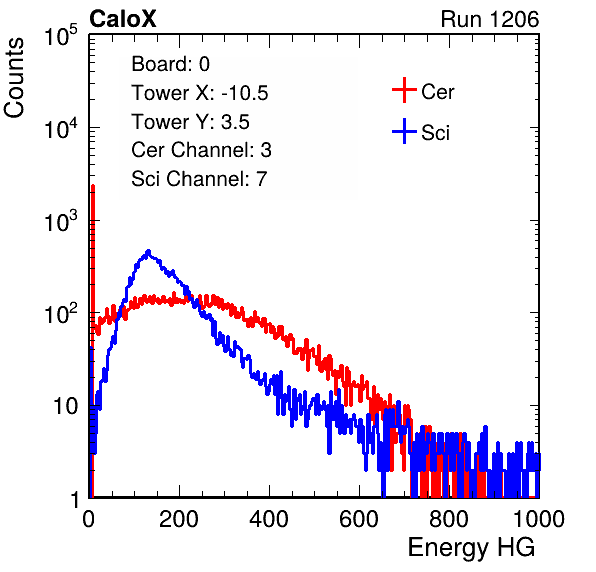 CaloX Run 1206
Counts
Board: 0
Tower X: -10.5
Tower Y: 3.5
Cer Channel: 3
Sci Channel: 7
Cer
Sci
10^5
10^4
10^3
10^2
10
1
0 200 400 600 800 1000
Energy HG